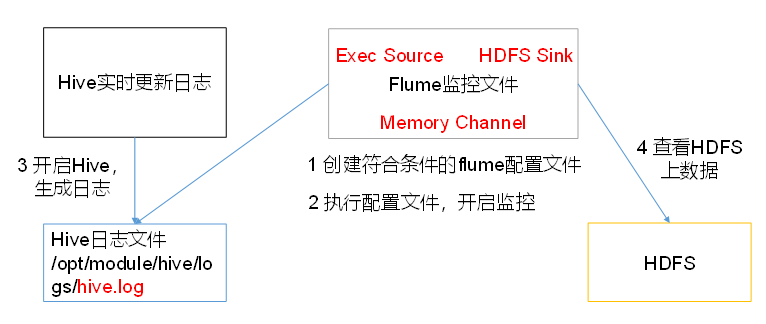 Hive实时更新日志
Exec Source HDFS Sink
Flume监控文件
Memory Channel
3 开启Hive,
生成日志
1 创建符合条件的flume配置文件
2 执行配置文件，开启监控
4 查看HDFS
上数据
Hive日志文件
/opt/module/hive/lo
gs/hive.log
HDFS